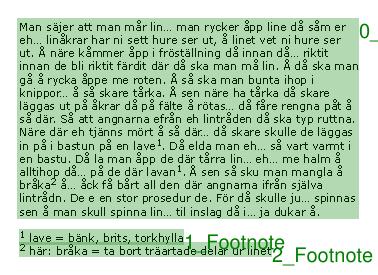 Man säjer att man mår lin... man rycker åpp line då såm er
eh... linåkrar har ni sett hure ser ut, å linet vet ni hure ser
ut. Å näre kåmmer åpp i fröställning då innan då... riktit
innan de bli riktit färdit där då ska man må lin. Å då ska man
gå å rycka åppe me roten. Å så ska man bunta ihop i
knippor... å så skare tårka. Å sen näre ha tårka då skare
läggas ut på åkrar då på fälte å rötas... då fåre rengna påt å
så där. Så att angnarna efrån eh lintråden då ska typ ruttna.
Näre där eh tjänns mört å så där... då skare skulle de läggas
in på i bastun på en lave¹. Då elda man eh... så vart varmt i
en bastu. Då la man åpp de där tårra lin... eh... me halm å
alltihop då... på de där lavan¹. Å sen så sku man mangla å
bråka² å... åck få bårt all den där angnarna ifrån själva
lintrådn. De e en stor prosedur de. För då skulle ju... spinnas
sen å man skull spinna lin... til inslag då i... ja dukar å.
0_
¹ lave = bänk, brits, torkhylla
1_Footnote
² här: bråka = ta bort träartade delar ur linet
2_Footnote